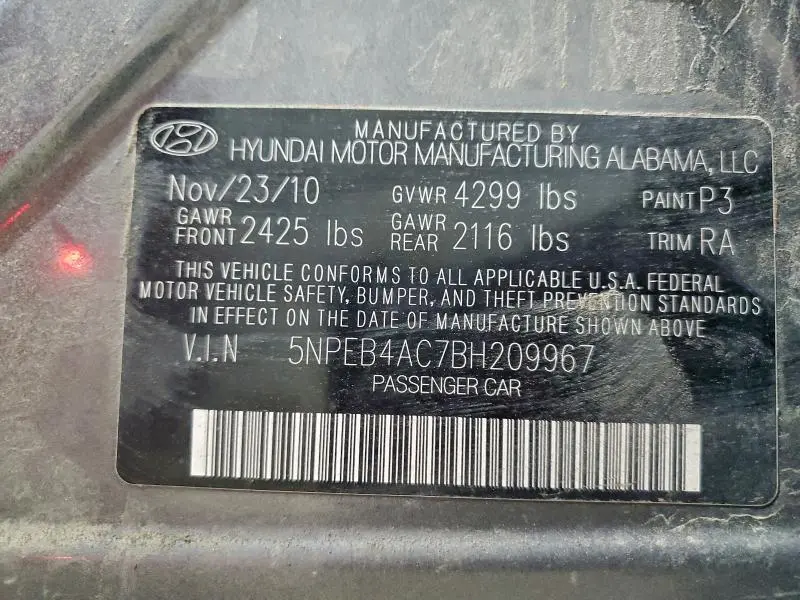 MANUFACTURED BY
HYUNDAI MOTOR MANUFACTURING ALABAMA, LLC
Nov/23/10 GVWR 4299 lbs PAINT P3
GAWR FRONT 2425 lbs GAWR REAR 2116 lbs TRIM RA
THIS VEHICLE CONFORMS TO ALL APPLICABLE U.S.A. FEDERAL
MOTOR VEHICLE SAFETY, BUMPER, AND THEFT PREVENTION STANDARDS
IN EFFECT ON THE DATE OF MANUFACTURE SHOWN ABOVE
V.I.N 5NPEB4AC7BH209967
PASSENGER CAR